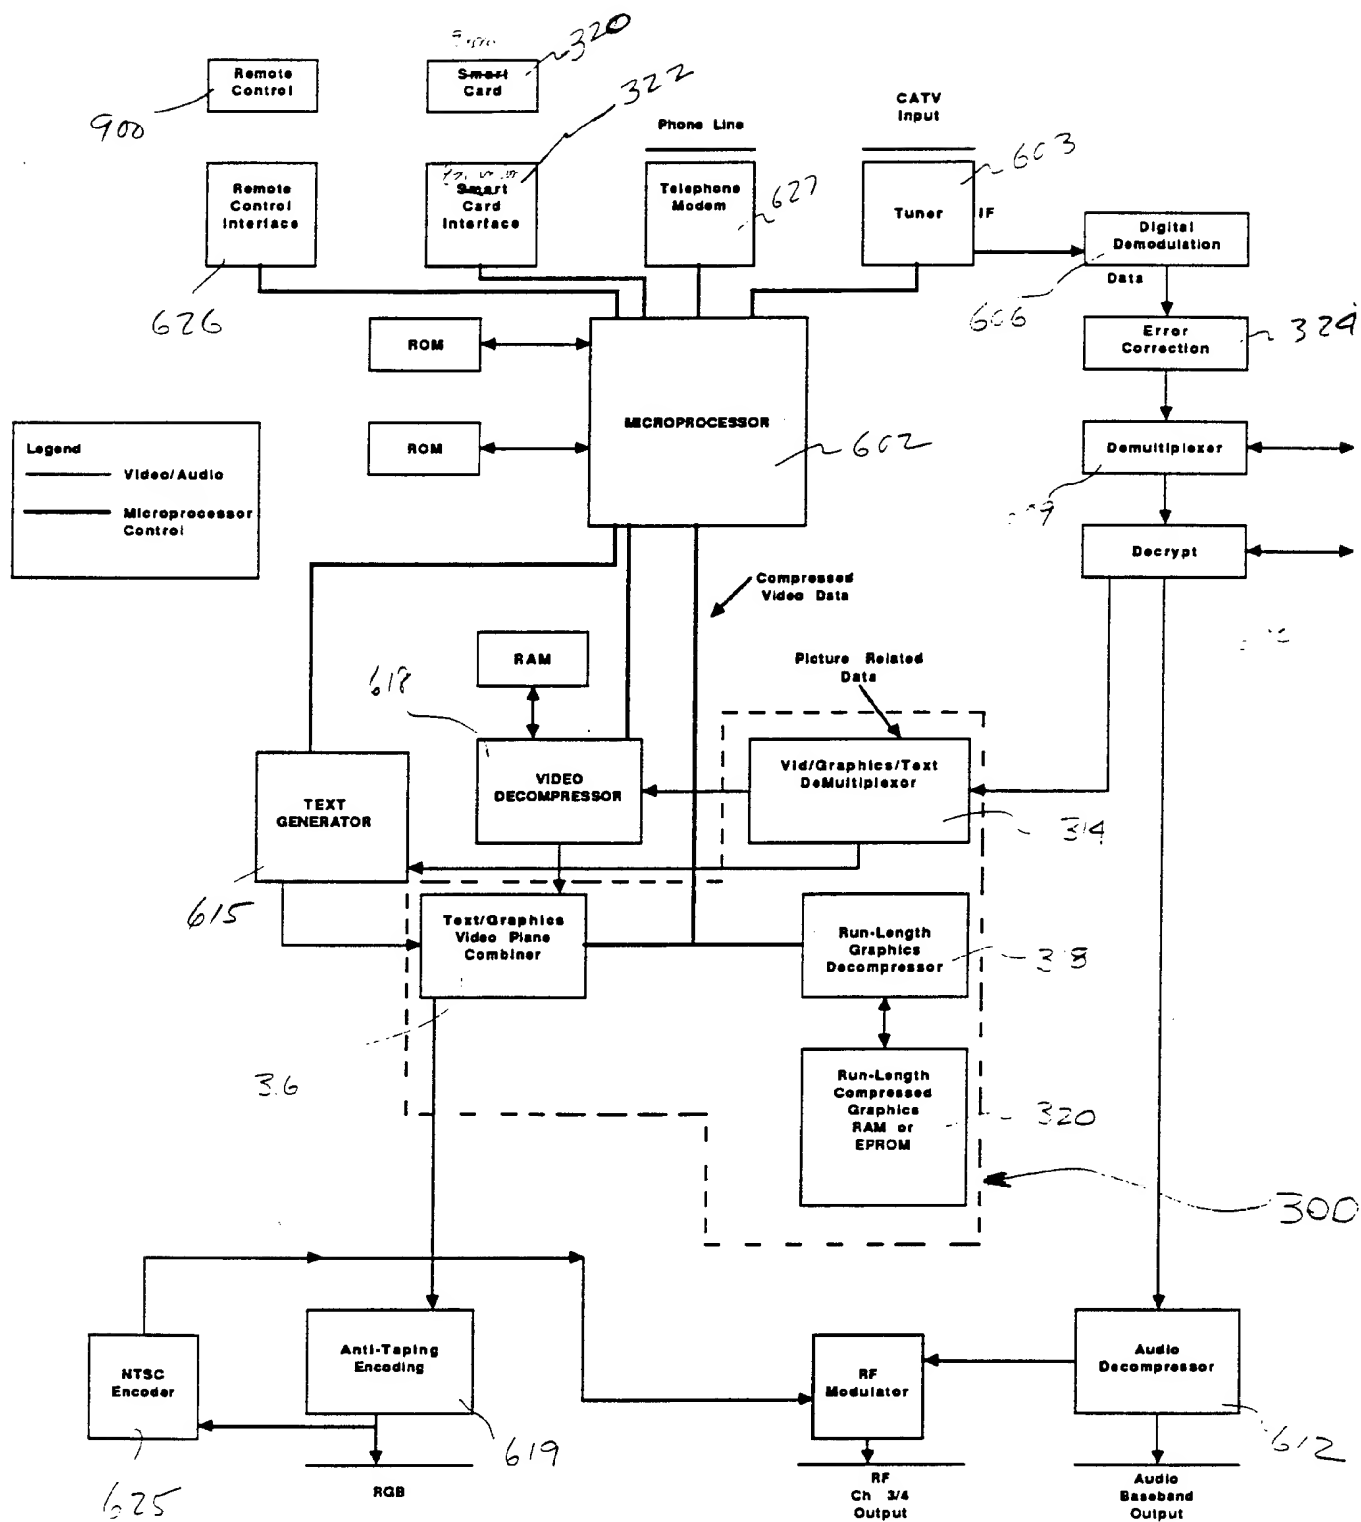 320
Remote
Control
Smart
Card
900
322
CATV
Input
Phone Line
603
Remote
Control
Interface
Smart
Card
Interface
Telephone
Modem
627
Tuner
IF
Digital
Demodulation
626
606
Data
ROM
Error
Correction
324
MICROPROCESSOR
602
ROM
Demultiplexer
Legend
Video/Audio
Microprocessor
Control
Decrypt
Compressed
Video Data
RAM
Picture Related
Data
618
Vid/Graphics/Text
DeMultiplexor
VIDEO
DECOMPRESSOR
TEXT
GENERATOR
314
615
Text/Graphics
Video Plane
Combiner
Run-Length
Graphics
Decompressor
318
Run-Length
Compressed
Graphics
RAM or
EPROM
320
300
Anti-Taping
Encoding
NTSC
Encoder
RF
Modulator
Audio
Decompressor
619
612
625
RGB
RF
Ch 3/4
Output
Audio
Baseband
Output